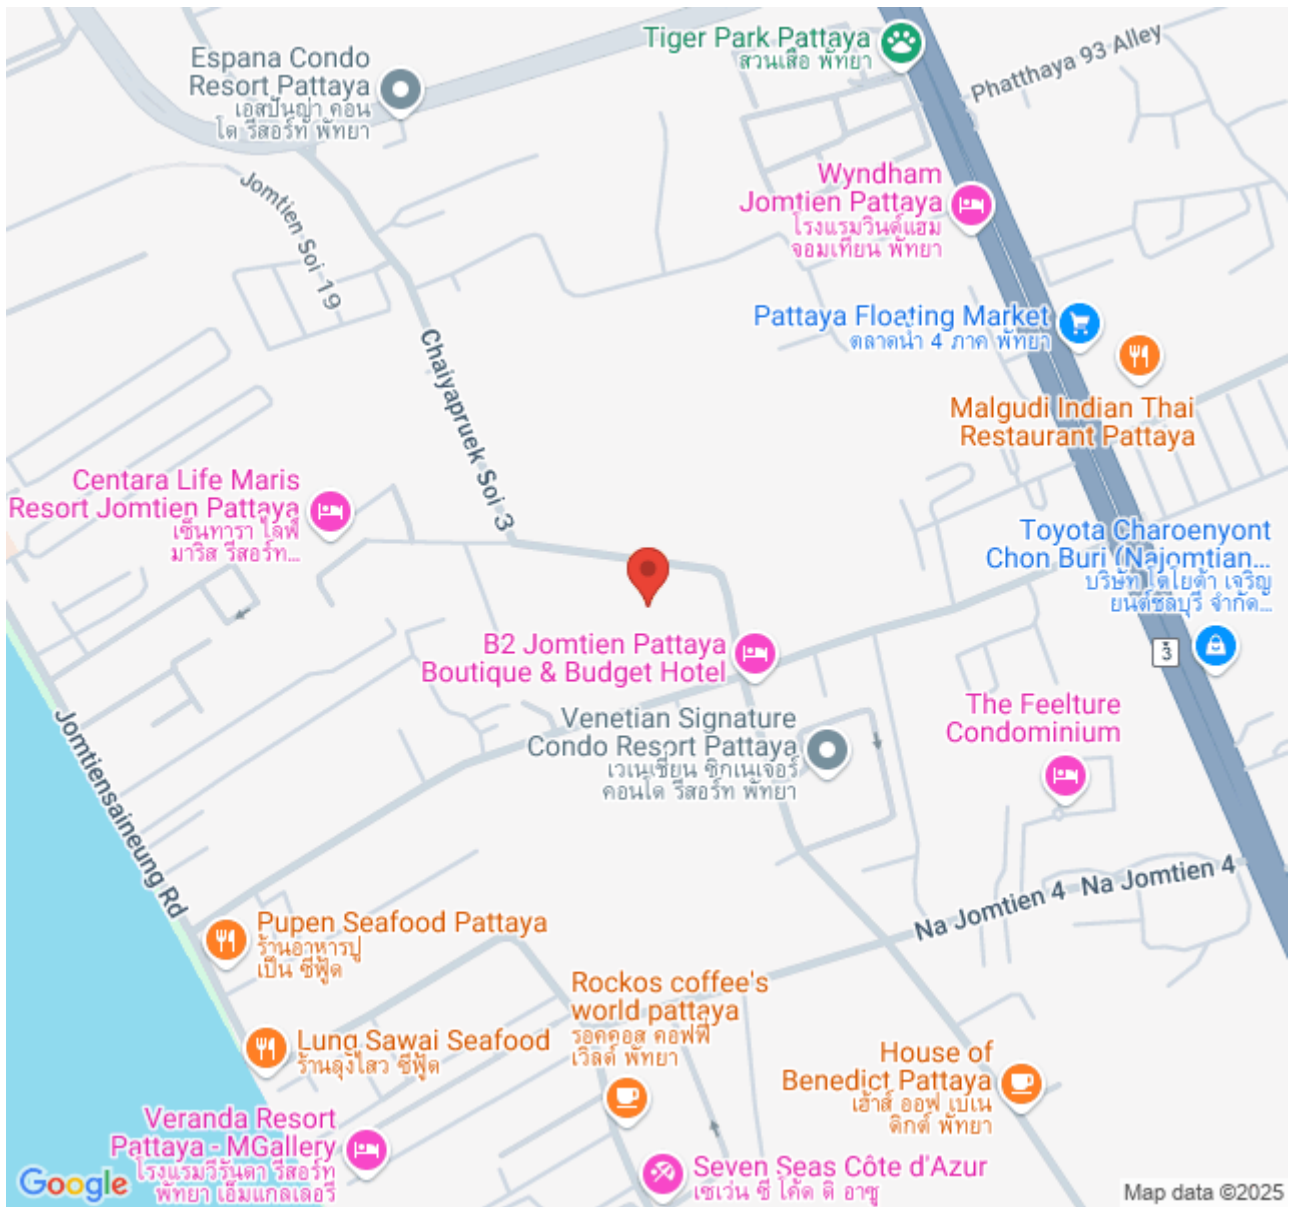 Tiger Park Pattaya
สวนเสือ พัทยา
Phatthaya 93 Alley
Espana Condo
Resort Pattaya
เอสปันญ่า คอน
โด รีสอร์ท พัทยา
Jomtien Soi 19
Wyndham
Jomtien Pattaya
โรงแรมวินด์แฮม
จอมเทียน พัทยา
Pattaya Floating Market
ตลาดน้ำ 4 ภาค พัทยา
Chaiyapruek Soi 3
Malgudi Indian Thai
Restaurant Pattaya
Centara Life Maris
Resort Jomtien Pattaya
เซ็นทารา ไลฟ์
มาริส รีสอร์ท...
Toyota Charoenyont
Chon Buri (Najomtian...
บริษัท โตโยต้า เจริญ
ยนต์ชลบุรี จำกัด...
3
B2 Jomtien Pattaya
Boutique & Budget Hotel
The Feelture
Condominium
Venetian Signature
Condo Resort Pattaya
เวเนเชี่ยน ซิกเนเจอร์
คอนโด รีสอร์ท พัทยา
Jomtiensaineung Rd
Na Jomtien 4
Na Jomtien 4
Pupen Seafood Pattaya
ร้านอาหารปู
เป็น ซีฟู้ด
Rockos coffee's
world pattaya
รอคคอส คอฟฟี่
เวิลด์ พัทยา
Lung Sawai Seafood
ร้านลุงไสว ซีฟู้ด
House of
Benedict Pattaya
เฮ้าส์ ออฟ เบเน
ดิกต์ พัทยา
Veranda Resort
Pattaya - MGallery
โรงแรมวีรันดา รีสอร์ท
พัทยา เอ็มแกลเลอรี
Seven Seas Côte d'Azur
เซเว่น ซี โค้ด ดิ อาซู
Google
Map data ©2025